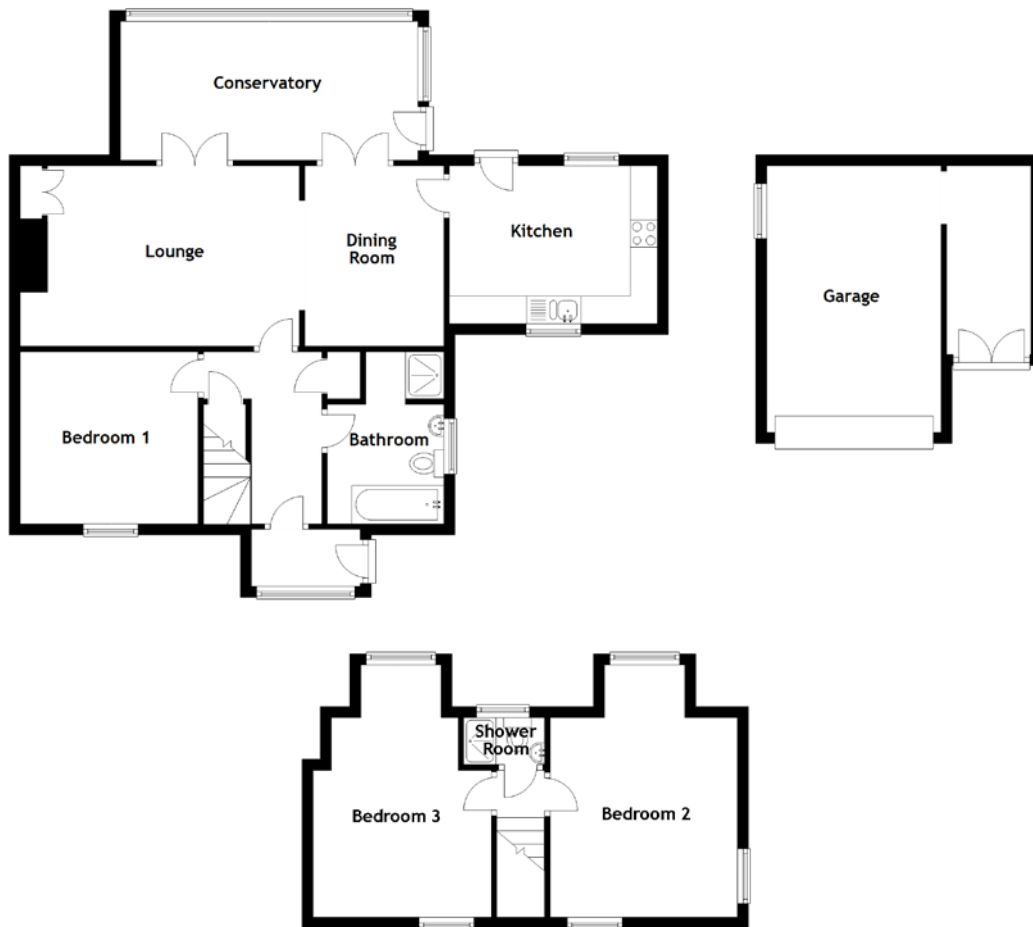 Conservatory
Lounge
Dining
Room
Kitchen
Garage
Bedroom 1
Bathroom
Shower
Room
Bedroom 3
Bedroom 2